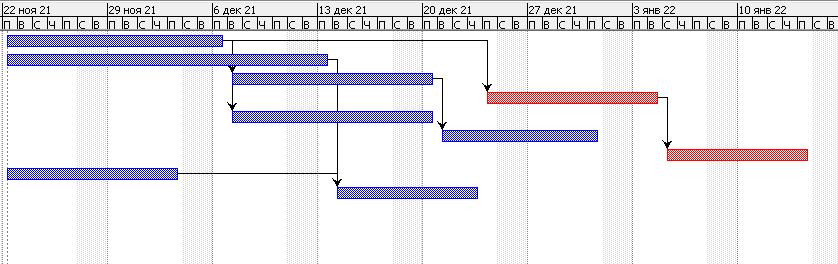 22 ноя 21 29 ноя 21 6 дек 21 13 дек 21 20 дек 21 27 дек 21 3 янв 22 10 янв 22
П В С Ч П С В П В С Ч П С В П В С Ч П С В П В С Ч П С В П В С Ч П С В П В С Ч П С В П В С Ч П С В П В С Ч П С В